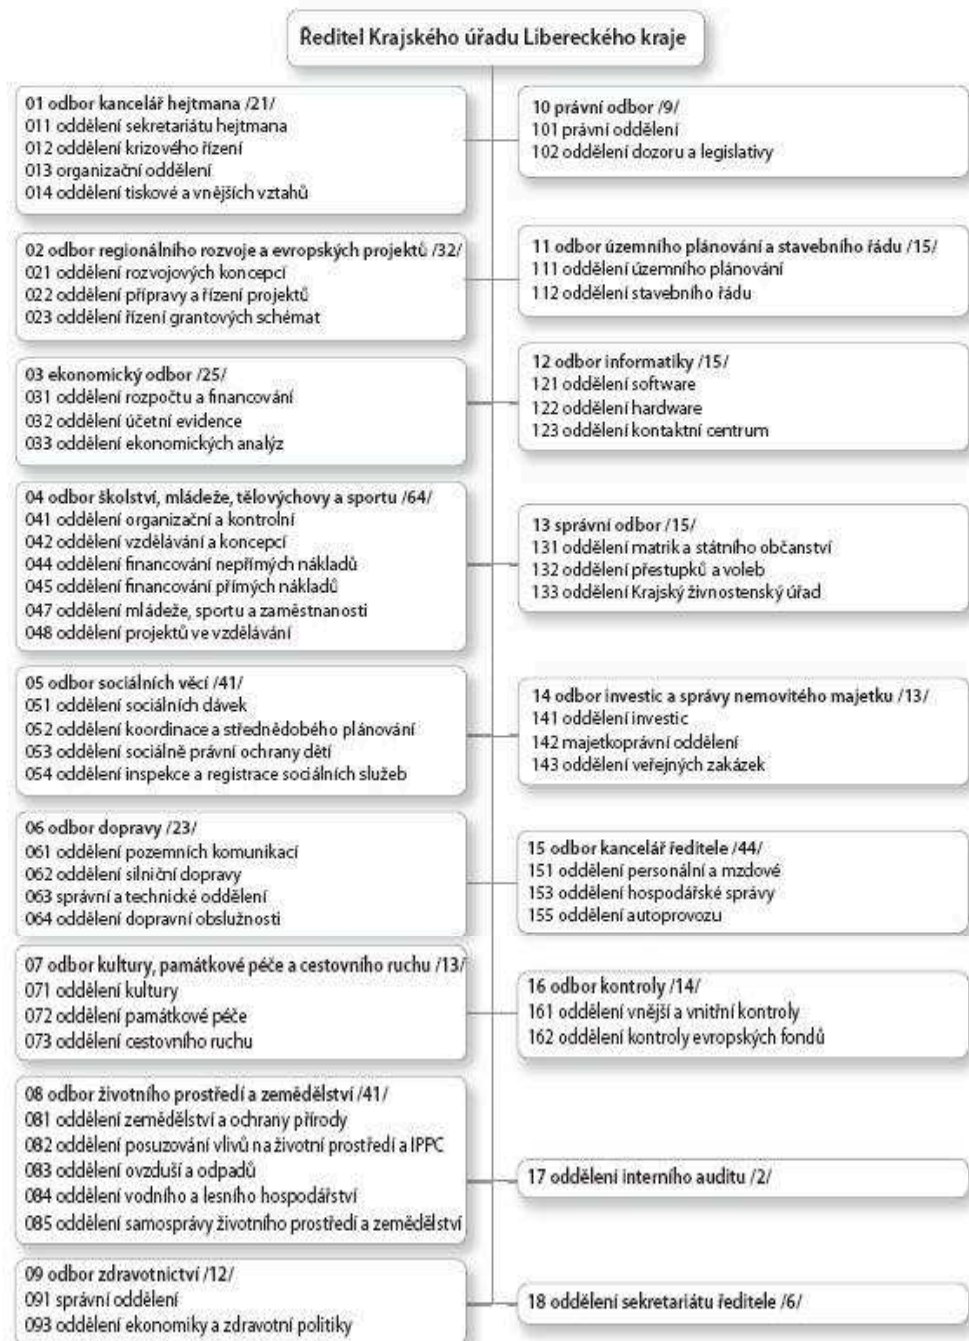 Ředitel Krajského úřadu Libereckého kraje
01 odbor kancelář hejtmana /21/
011 oddělení sekretariátu hejtmana
012 oddělení krizového řízení
013 organizační oddělení
014 oddělení tiskové a vnějších vztahů
02 odbor regionálního rozvoje a evropských projektů /32/
021 oddělení rozvojových koncepcí
022 oddělení přípravy a řízení projektů
023 oddělení řízení grantových schémat
03 ekonomický odbor /25/
031 oddělení rozpočtu a financování
032 oddělení účetní evidence
033 oddělení ekonomických analýz
04 odbor školství, mládeže, tělovýchovy a sportu /64/
041 oddělení organizační a kontrolní
042 oddělení vzdělávání a koncepcí
044 oddělení financování nepřímých nákladů
045 oddělení financování přímých nákladů
047 oddělení mládeže, sportu a zaměstnanosti
048 oddělení projektů ve vzdělávání
05 odbor sociálních věcí /41/
051 oddělení sociálních dávek
052 oddělení koordinace a střednědobého plánování
053 oddělení sociálně právní ochrany dětí
054 oddělení inspekce a registrace sociálních služeb
06 odbor dopravy /23/
061 oddělení pozemních komunikací
062 oddělení silniční dopravy
063 správní a technické oddělení
064 oddělení dopravní obslužnosti
07 odbor kultury, památkové péče a cestovního ruchu /13/
071 oddělení kultury
072 oddělení památkové péče
073 oddělení cestovního ruchu
08 odbor životního prostředí a zemědělství /41/
081 oddělení zemědělství a ochrany přírody
082 oddělení posuzování vlivů na životní prostředí a IPPC
083 oddělení ovzduší a odpadů
084 oddělení vodního a lesního hospodářství
085 oddělení samosprávy životního prostředí a zemědělství
09 odbor zdravotnictví /12/
091 správní oddělení
093 oddělení ekonomiky a zdravotní politiky
10 právní odbor /9/
101 právní oddělení
102 oddělení dozoru a legislativy
11 odbor územního plánování a stavebního řádu /15/
111 oddělení územního plánování
112 oddělení stavebního řádu
12 odbor informatiky /15/
121 oddělení software
122 oddělení hardware
123 oddělení kontaktní centrum
13 správní odbor /15/
131 oddělení matrik a státního občanství
132 oddělení přestupků a voleb
133 oddělení Krajský živnostenský úřad
14 odbor investic a správy nemovitého majetku /13/
141 oddělení investic
142 majetkoprávní oddělení
143 oddělení veřejných zakázek
15 odbor kancelář ředitele /44/
151 oddělení personální a mzdové
153 oddělení hospodářské správy
155 oddělení autoprovozu
16 odbor kontroly /14/
161 oddělení vnější a vnitřní kontroly
162 oddělení kontroly evropských fondů
17 oddělení interního auditu /2/
18 oddělení sekretariátu ředitele /6/